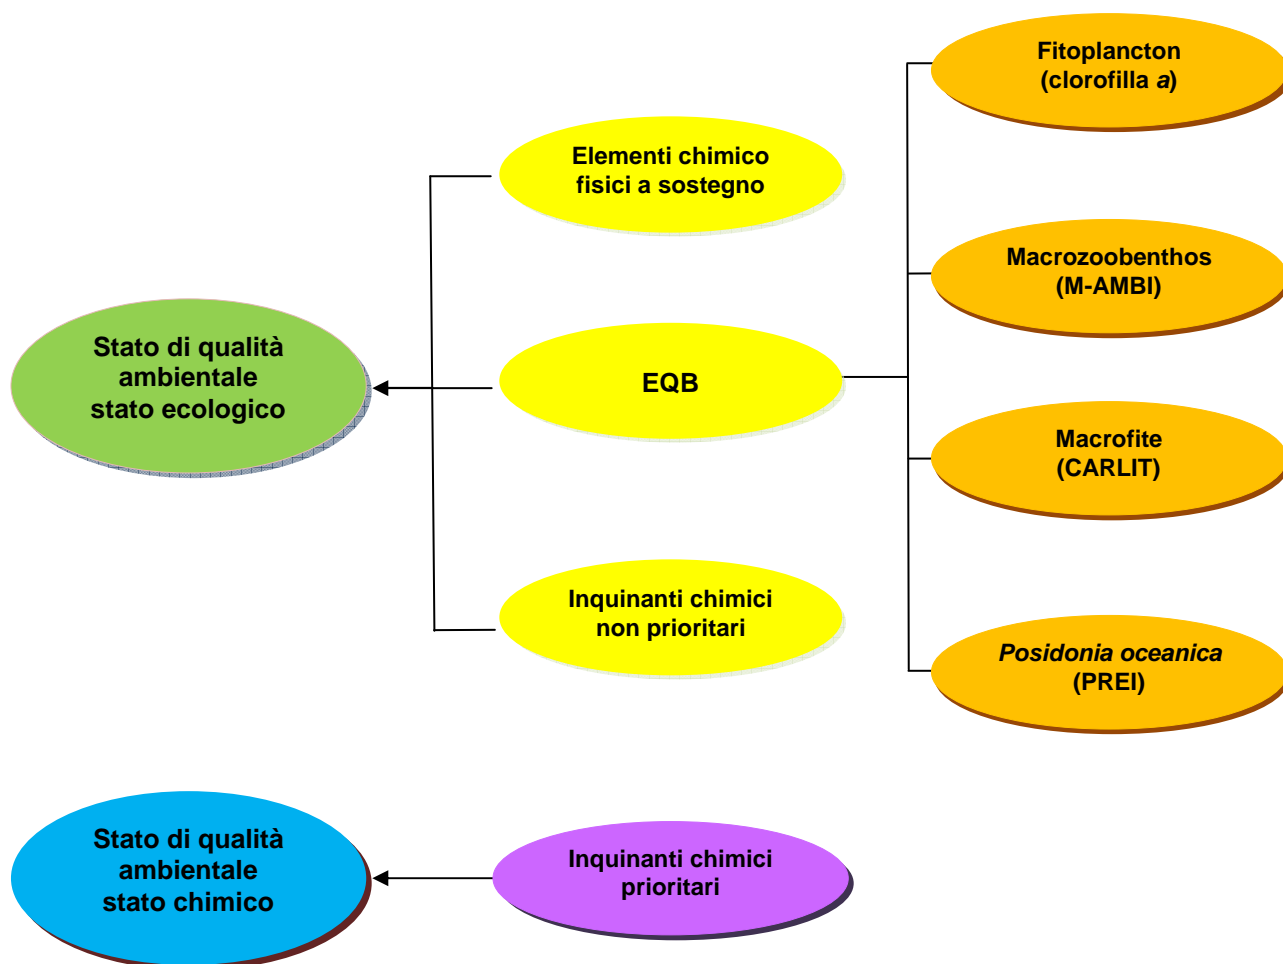 Fitoplancton
(clorofilla a)
Elementi chimico
fisici a sostegno
Macrozoobenthos
(M-AMBI)
Stato di qualità
ambientale
stato ecologico
EQB
Macrofite
(CARLIT)
Inquinanti chimici
non prioritari
Posidonia oceanica
(PREI)
Stato di qualità
ambientale
stato chimico
Inquinanti chimici
prioritari